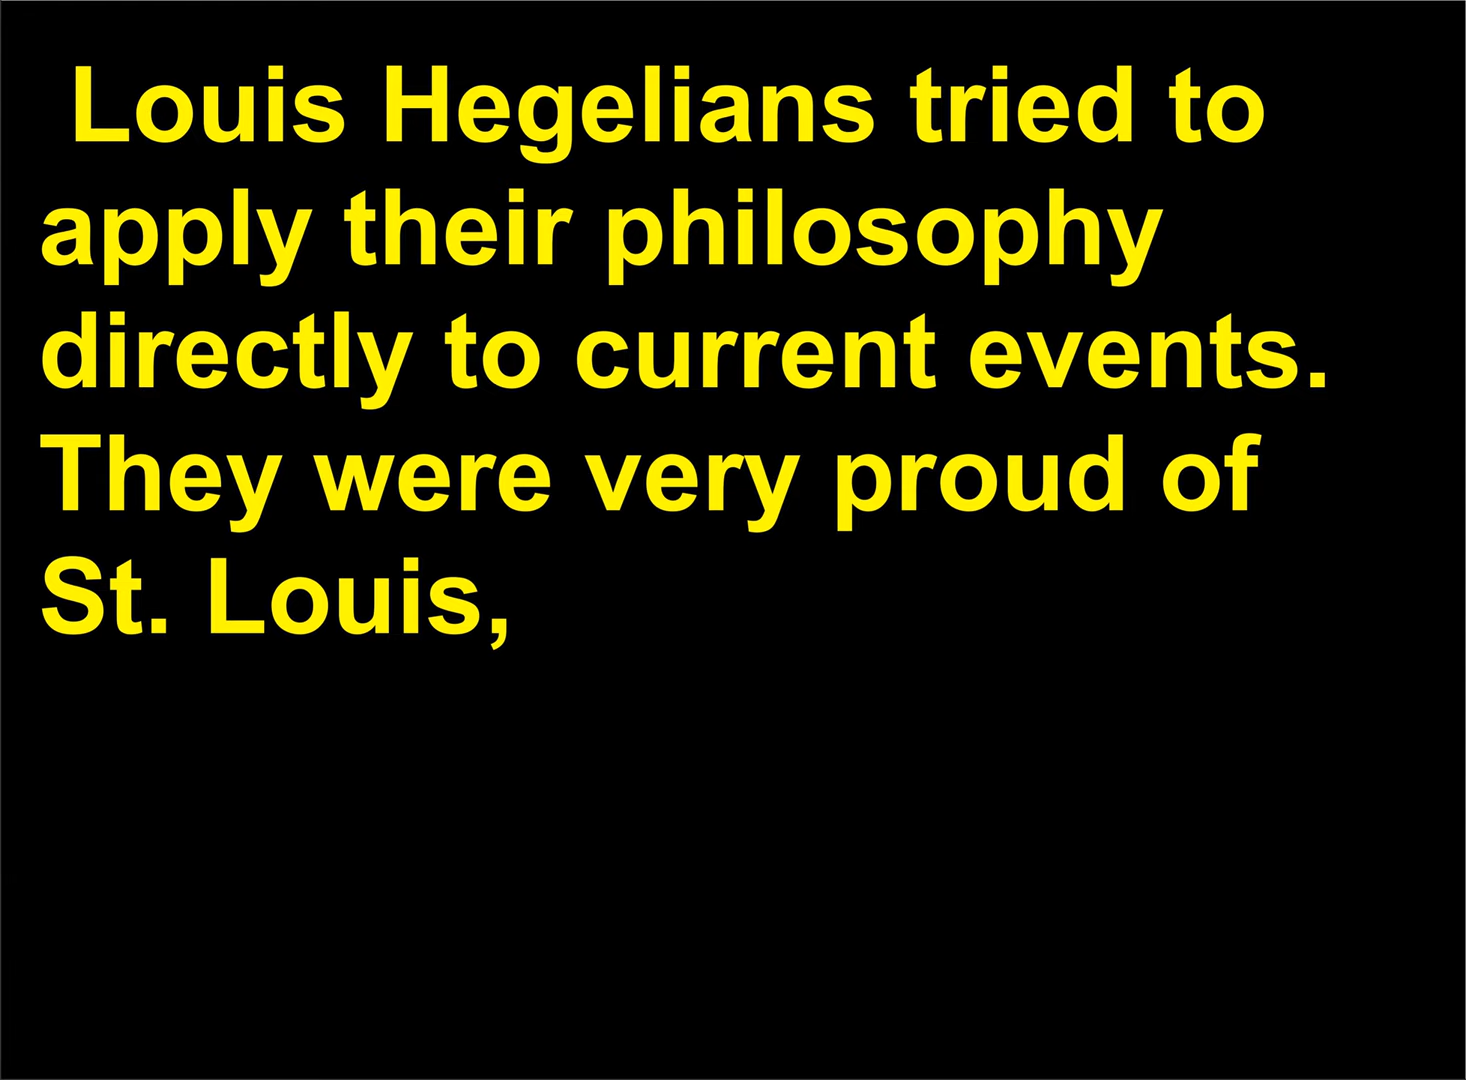 Louis Hegelians tried to
apply their philosophy
directly to current events.
They were very proud of
St. Louis,